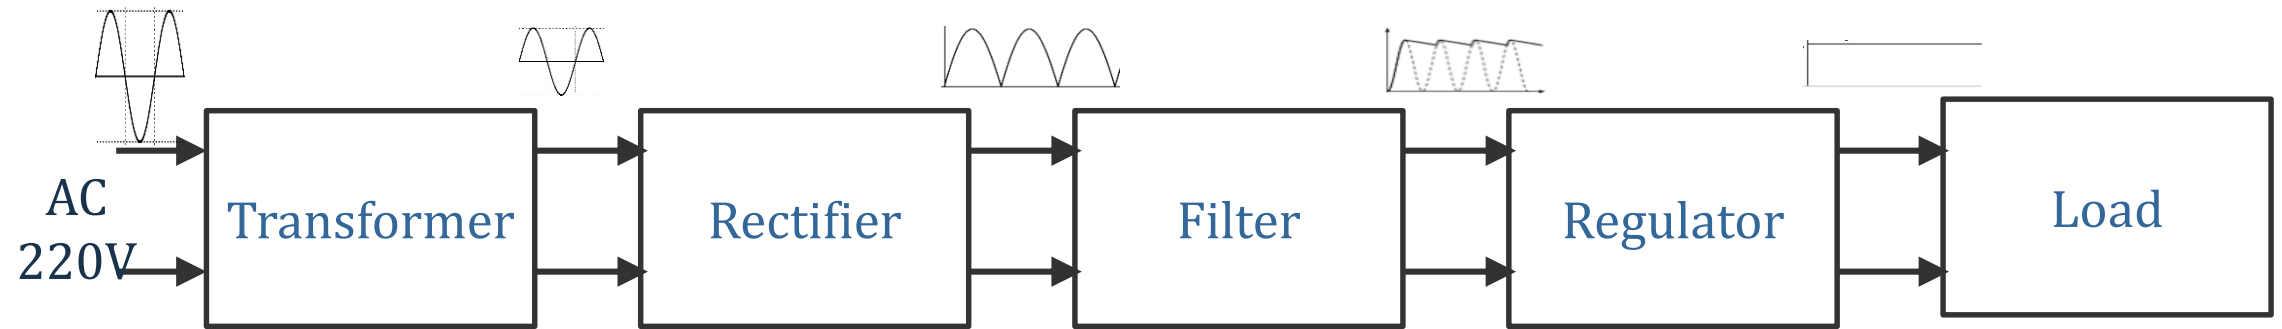 AC
220V
Transformer
Rectifier
Filter
Regulator
Load